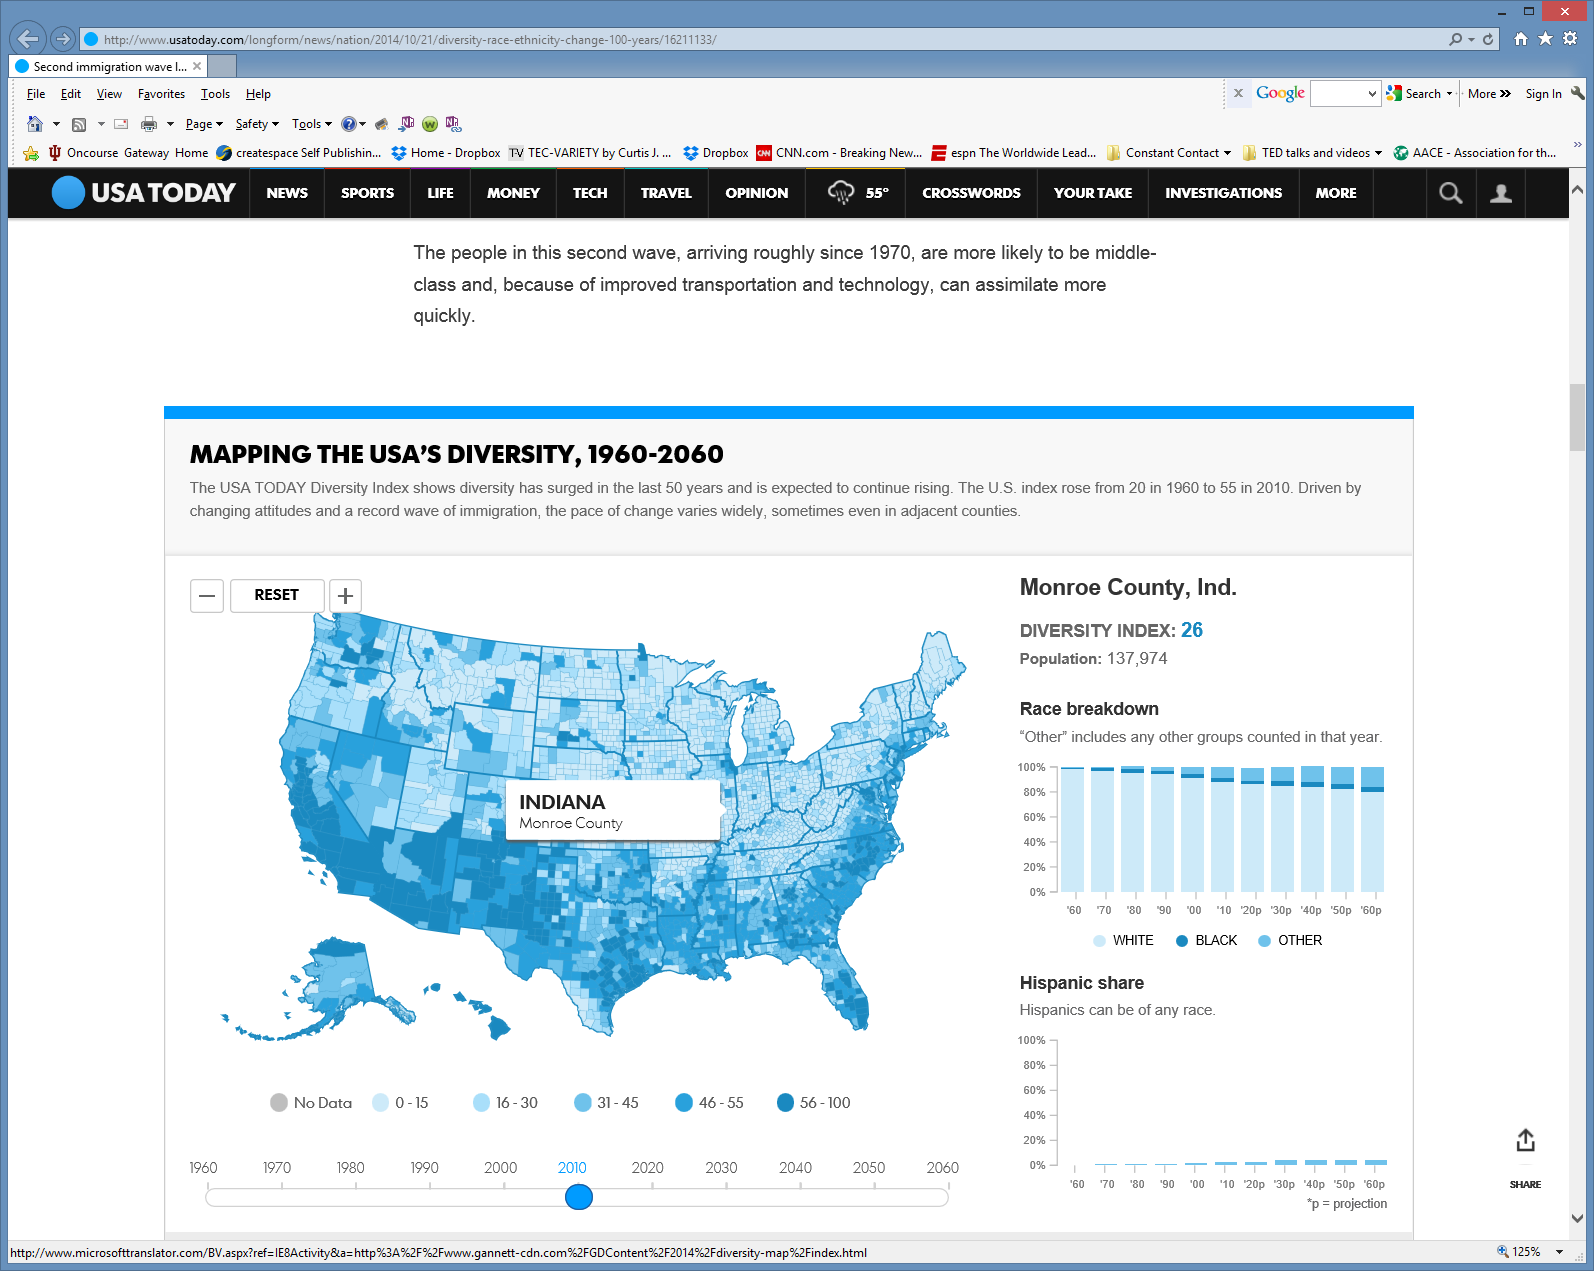 http://www.usatoday.com/longform/news/nation/2014/10/21/diversity-race-ethnicity-change-100-years/16211133/
Second immigration wave l...
File Edit View Favorites Tools Help
Google Search More Sign In
Page Safety Tools
Oncourse Gateway Home createspace Self Publishin... Home - Dropbox TEC-VARIETY by Curtis J. ... Dropbox CNN.com - Breaking New... espn The Worldwide Lead... Constant Contact TED talks and videos AACE - Association for th...
USA TODAY NEWS SPORTS LIFE MONEY TECH TRAVEL OPINION 55° CROSSWORDS YOUR TAKE INVESTIGATIONS MORE
The people in this second wave, arriving roughly since 1970, are more likely to be middle-
class and, because of improved transportation and technology, can assimilate more
quickly.
MAPPING THE USA'S DIVERSITY, 1960-2060
The USA TODAY Diversity Index shows diversity has surged in the last 50 years and is expected to continue rising. The U.S. index rose from 20 in 1960 to 55 in 2010. Driven by
changing attitudes and a record wave of immigration, the pace of change varies widely, sometimes even in adjacent counties.
RESET
INDIANA
Monroe County
No Data 0 - 15 16 - 30 31 - 45 46 - 55 56 - 100
1960 1970 1980 1990 2000 2010 2020 2030 2040 2050 2060
Monroe County, Ind.
DIVERSITY INDEX: 26
Population: 137,974
Race breakdown
“Other” includes any other groups counted in that year.
100%
80%
60%
40%
20%
0%
'60 '70 '80 '90 '00 '10 '20p '30p '40p '50p '60p
WHITE BLACK OTHER
Hispanic share
Hispanics can be of any race.
100%
80%
60%
40%
20%
0%
'60 '70 '80 '90 '00 '10 '20p '30p '40p '50p '60p
*p = projection
SHARE
http://www.microsofttranslator.com/BV.aspx?ref=IE8Activity&a=http%3A%2F%2Fwww.gannett-cdn.com%2FGDContent%2F2014%2Fdiversity-map%2Findex.html
125%